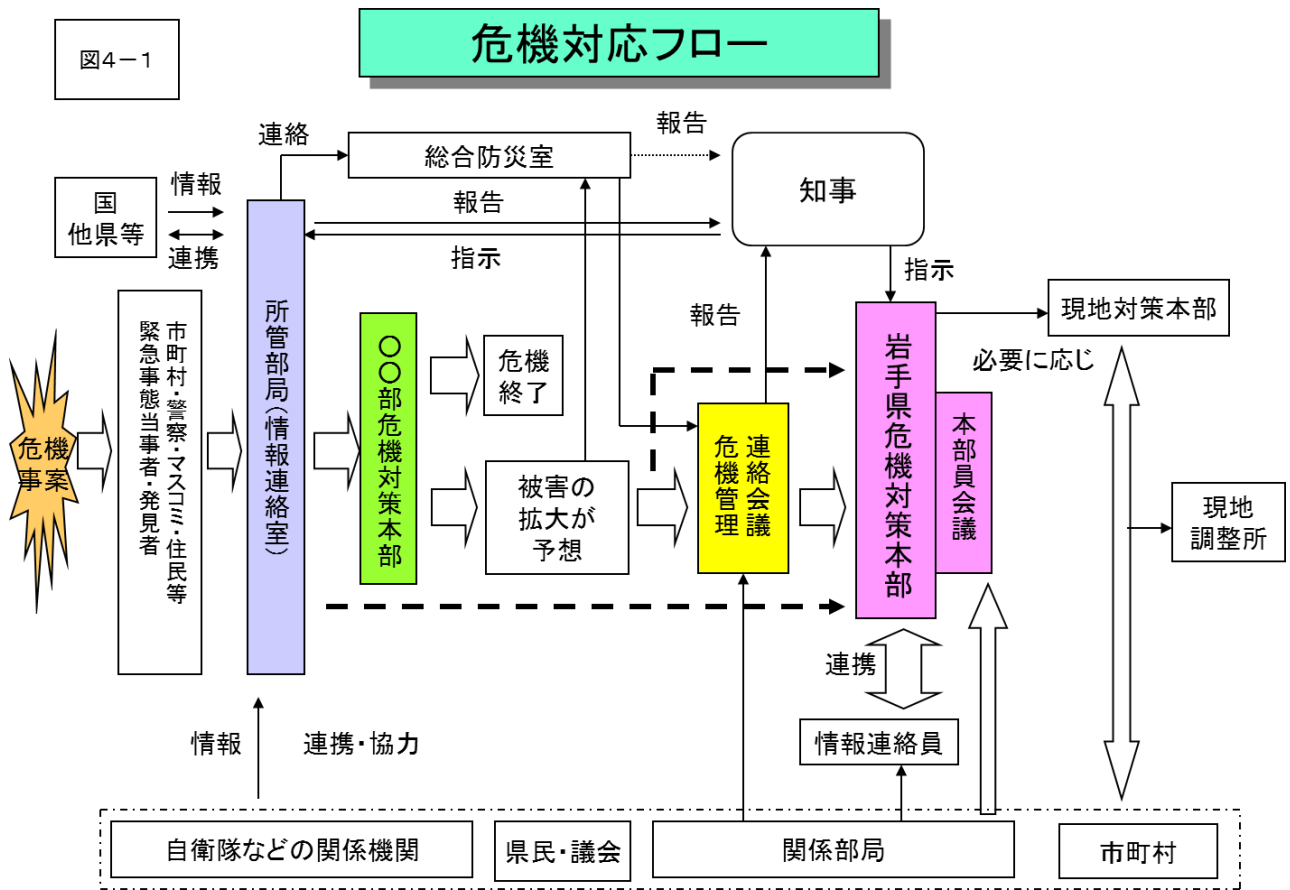 図4-1
危機対応フロー
連絡
総合防災室
報告
知事
国
他県等
情報
連携
報告
指示
指示
危機
事案
市町村・警察・マスコミ・住民等
緊急事態当事者・発見者
所管部局(情報連絡室)
〇〇部危機対策本部
危機
終了
被害の
拡大が
予想
報告
連絡会議
危機管理
岩手県危機対策本部
本部員会議
現地対策本部
必要に応じ
現地
調整所
連携
情報連絡員
情報
連携・協力
自衛隊などの関係機関
県民・議会
関係部局
市町村